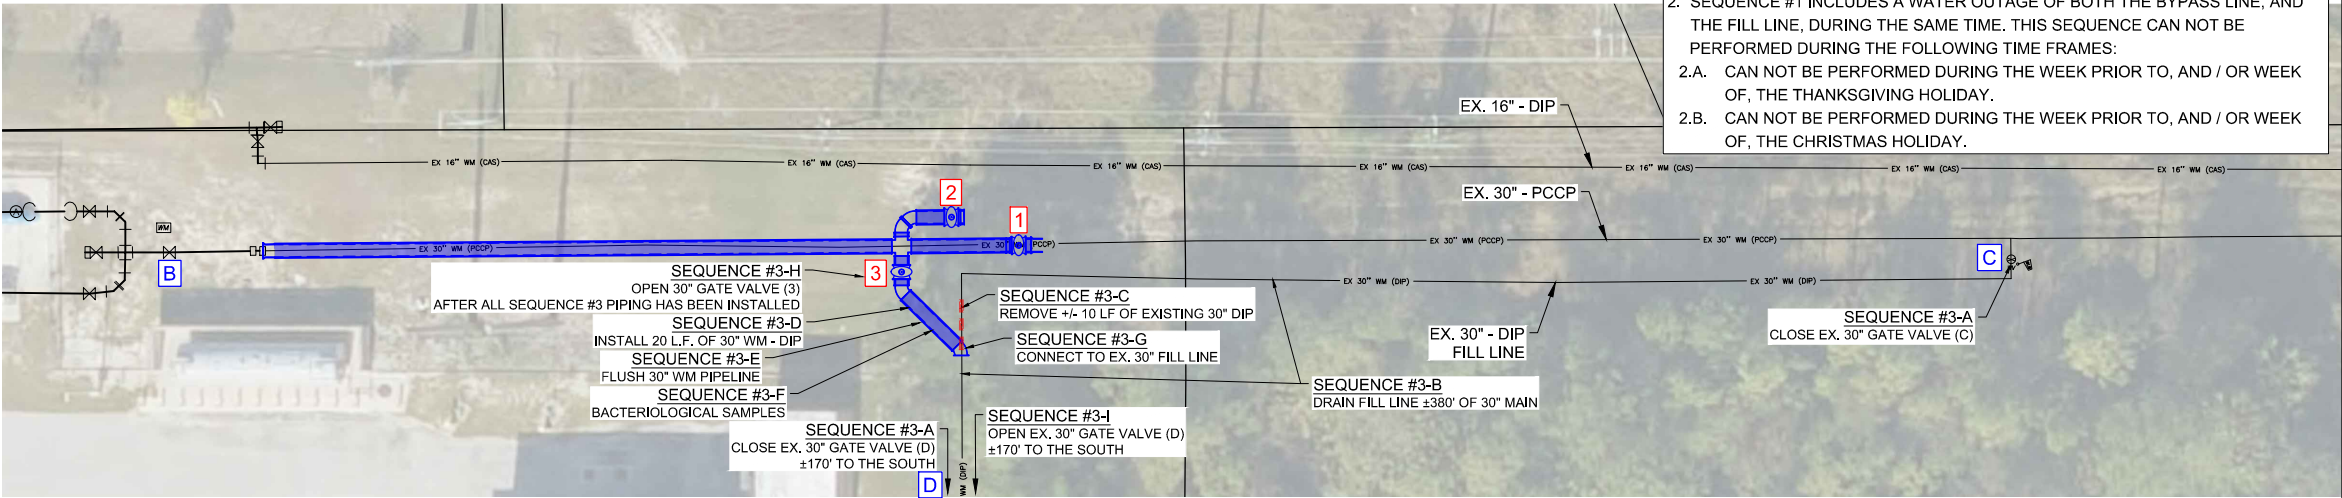 2. SEQUENCE #1 INCLUDES A WATER OUTAGE OF BOTH THE BYPASS LINE, AND
THE FILL LINE, DURING THE SAME TIME. THIS SEQUENCE CAN NOT BE
PERFORMED DURING THE FOLLOWING TIME FRAMES:
2.A. CAN NOT BE PERFORMED DURING THE WEEK PRIOR TO, AND / OR WEEK
OF, THE THANKSGIVING HOLIDAY.
2.B. CAN NOT BE PERFORMED DURING THE WEEK PRIOR TO, AND / OR WEEK
OF, THE CHRISTMAS HOLIDAY.
EX. 16" - DIP
EX 16" WM (CAS)
EX 16" WM (CAS)
EX 16" WM (CAS)
EX 16" WM (CAS)
EX 16" WM (CAS)
EX 16" WM (CAS)
EX 16" WM (CAS)
EX. 30" - PCCP
2
1
WM
EX 30" WM (PCCP)
EX 30" WM (PCCP)
EX 30" WM (PCCP)
EX 30" WM (PCCP)
B
3
C
SEQUENCE #3-H
OPEN 30" GATE VALVE (3)
AFTER ALL SEQUENCE #3 PIPING HAS BEEN INSTALLED
SEQUENCE #3-D
INSTALL 20 L.F. OF 30" WM - DIP
SEQUENCE #3-E
FLUSH 30" WM PIPELINE
SEQUENCE #3-F
BACTERIOLOGICAL SAMPLES
SEQUENCE #3-A
CLOSE EX. 30" GATE VALVE (D)
±170' TO THE SOUTH
D
SEQUENCE #3-C
REMOVE +/- 10 LF OF EXISTING 30" DIP
SEQUENCE #3-G
CONNECT TO EX. 30" FILL LINE
SEQUENCE #3-I
OPEN EX. 30" GATE VALVE (D)
±170' TO THE SOUTH
WM (DIP)
EX 30" WM (DIP)
EX 30" WM (DIP)
EX. 30" - DIP
FILL LINE
SEQUENCE #3-B
DRAIN FILL LINE ±380' OF 30" MAIN
SEQUENCE #3-A
CLOSE EX. 30" GATE VALVE (C)